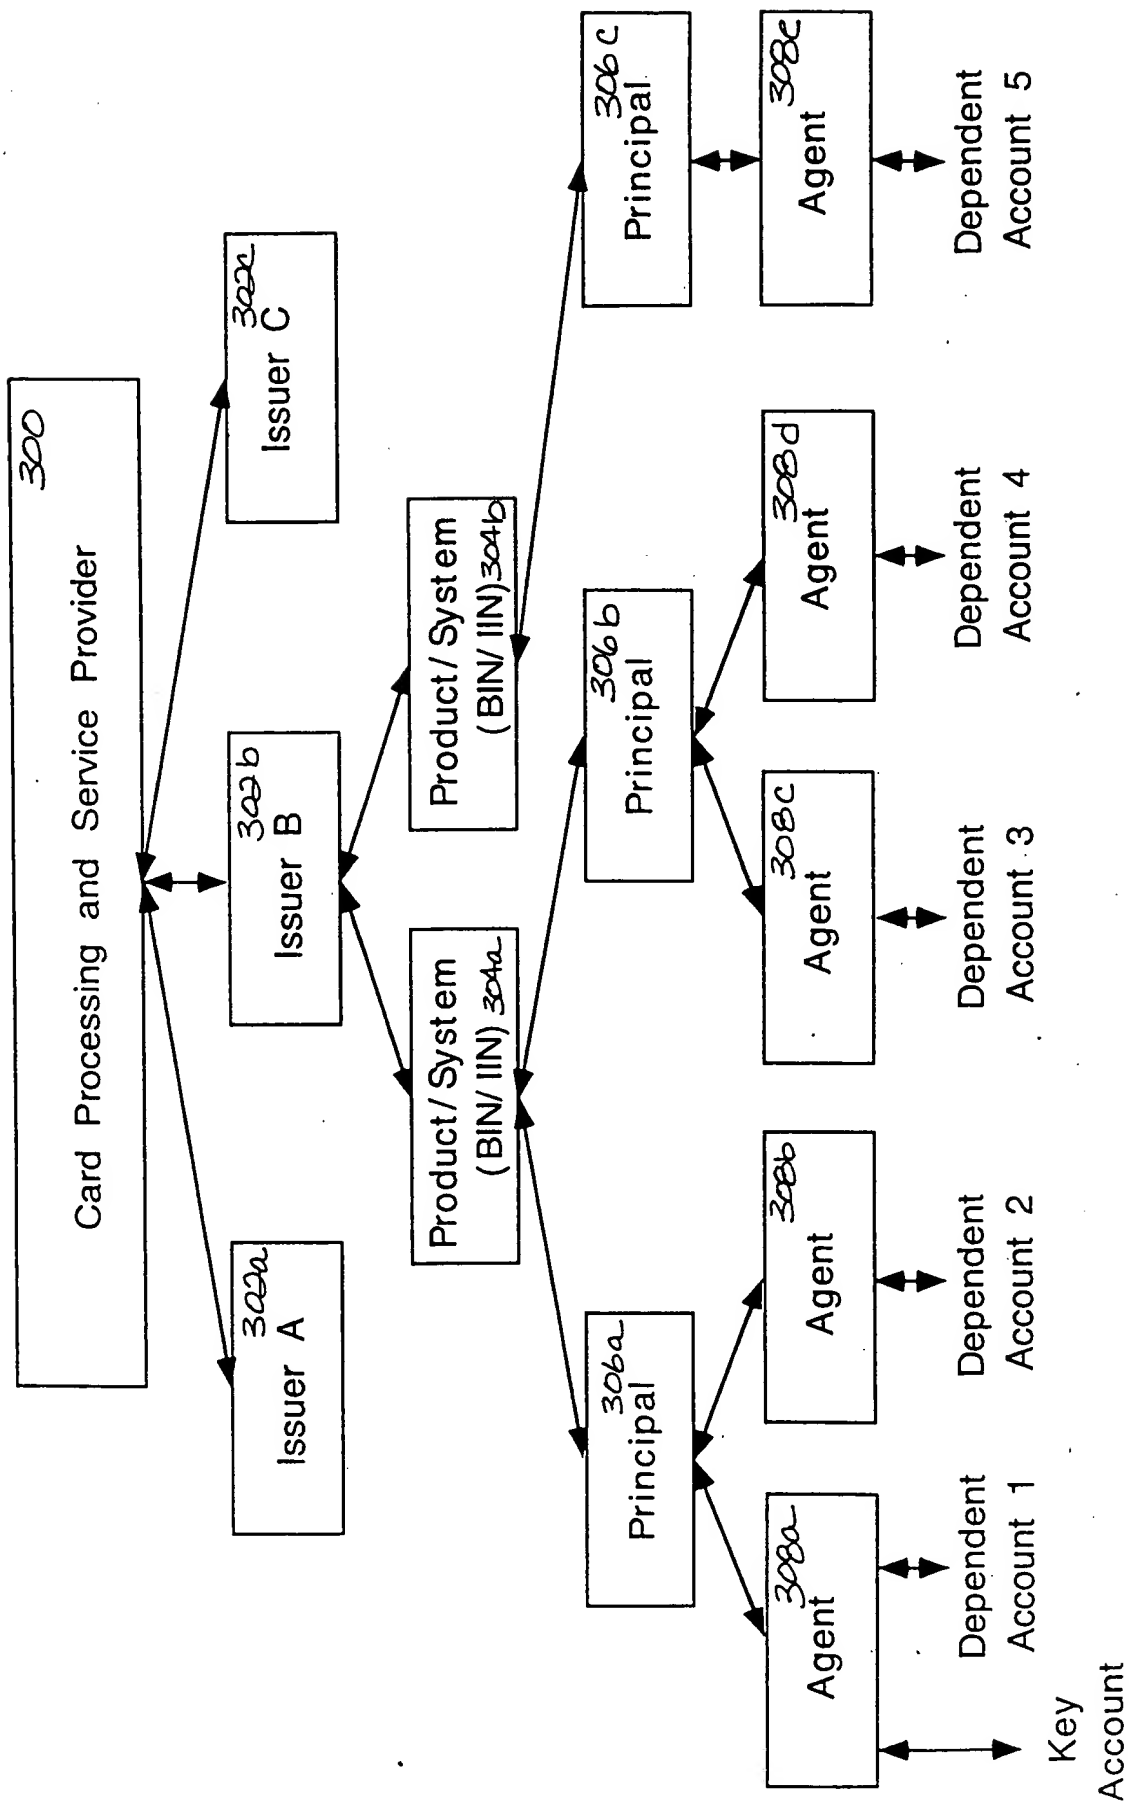 300
Card Processing and Service Provider
302a
Issuer A
302b
Issuer B
302c
Issuer C
Product/System
(BIN/IIN) 304a
Product/System
(BIN/IIN) 304b
306a
Principal
306b
Principal
306c
Principal
308a
Agent
308b
Agent
308c
Agent
308d
Agent
308e
Agent
Key
Account
Dependent
Account 1
Dependent
Account 2
Dependent
Account 3
Dependent
Account 4
Dependent
Account 5